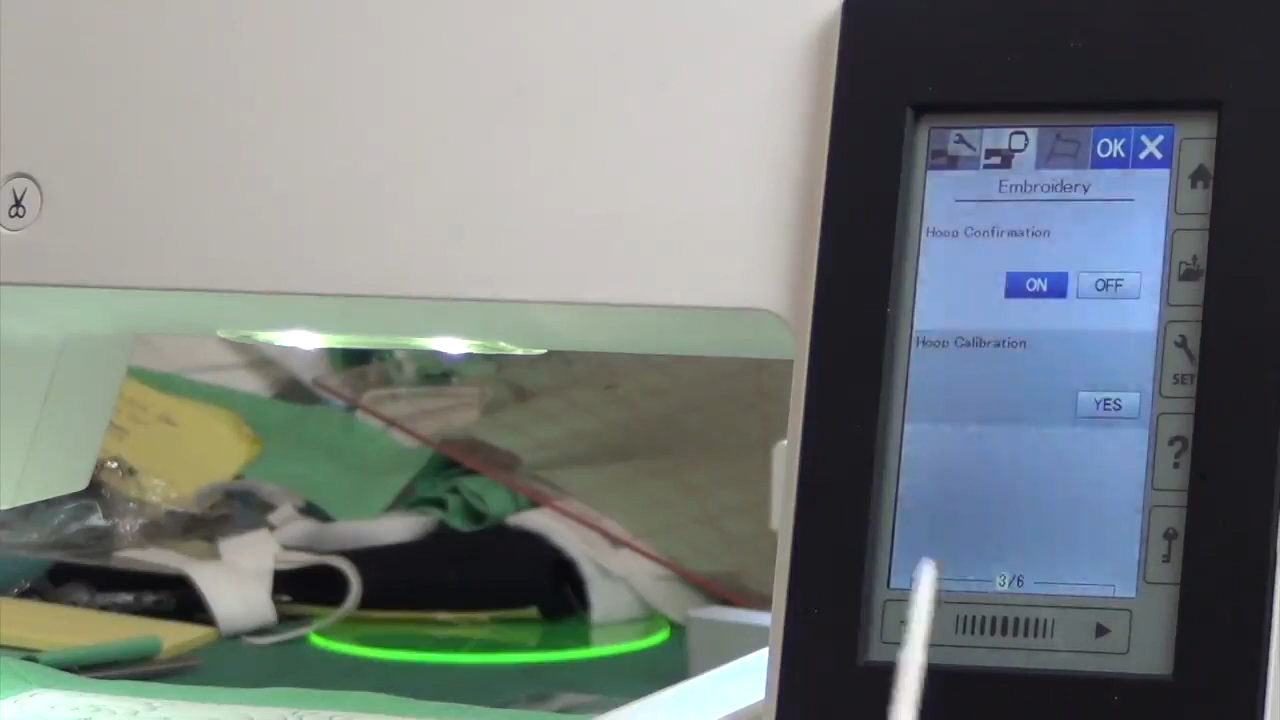 OK X
Embroidery
Hoop Confirmation
ON OFF
Hoop Calibration
SET
YES
?
3/6